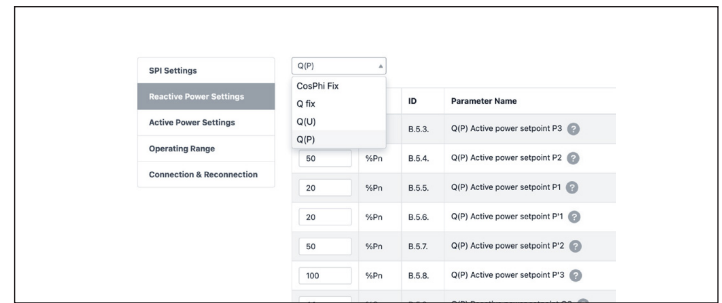 SPI Settings
Reactive Power Settings
Active Power Settings
Operating Range
Connection & Reconnection
Q(P)
CosPhi Fix
Q fix
Q(U)
Q(P)
ID Parameter Name
B.5.3. Q(P) Active power setpoint P3 ?
50 %Pn B.5.4. Q(P) Active power setpoint P2 ?
20 %Pn B.5.5. Q(P) Active power setpoint P1 ?
20 %Pn B.5.6. Q(P) Active power setpoint P'1 ?
50 %Pn B.5.7. Q(P) Active power setpoint P'2 ?
100 %Pn B.5.8. Q(P) Active power setpoint P'3 ?